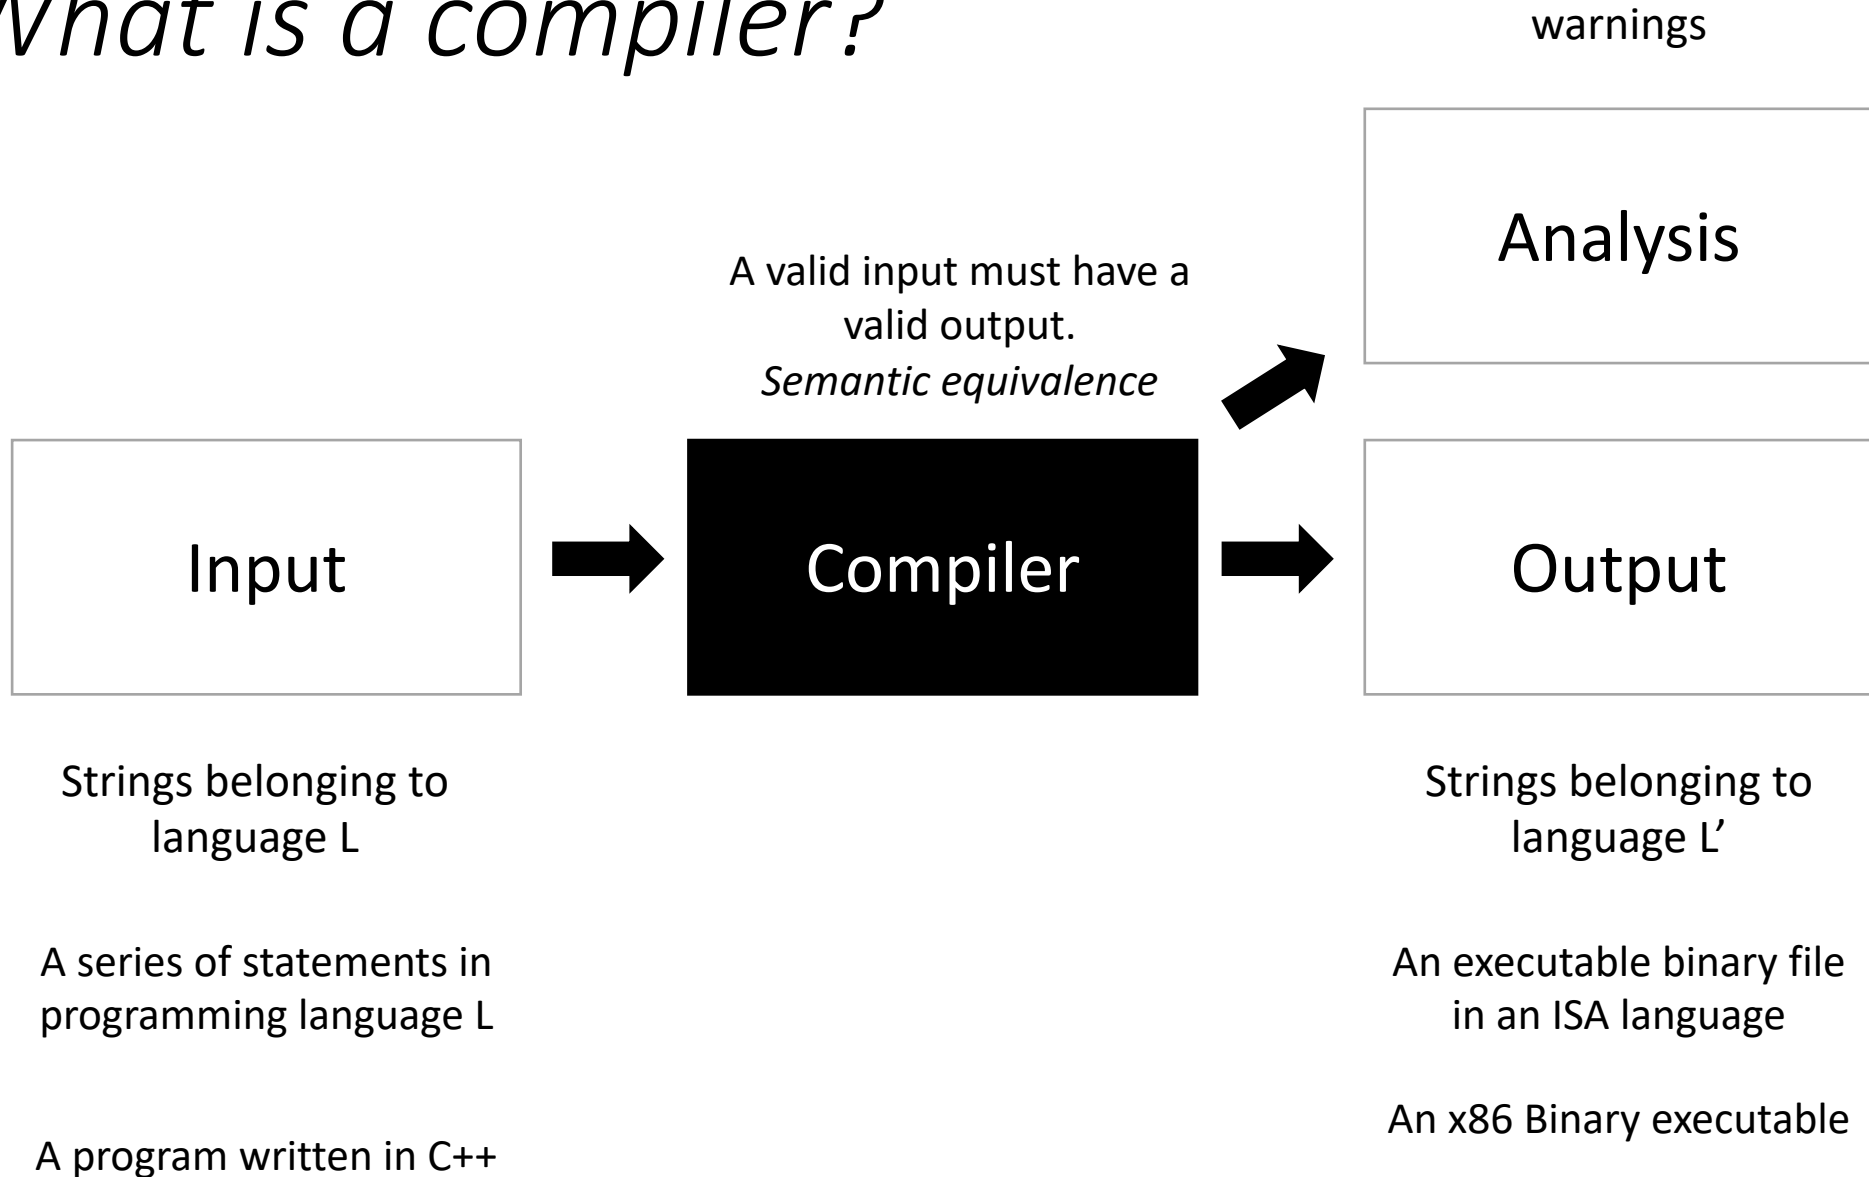 What is a compiler?
warnings
Analysis
A valid input must have a
valid output.
Semantic equivalence
Input
Compiler
Output
Strings belonging to
language L
Strings belonging to
language L’
A series of statements in
programming language L
An executable binary file
in an ISA language
An x86 Binary executable
A program written in C++